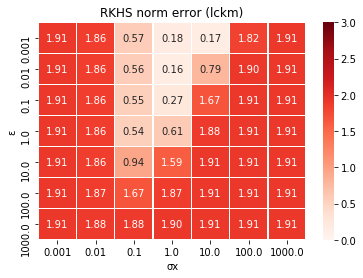 RKHS norm error (lckm)
3.0
0.001 1.91 1.86 0.57 0.18 0.17 1.82 1.91
2.5
0.01 1.91 1.86 0.56 0.16 0.79 1.90 1.91
2.0
0.1 1.91 1.86 0.55 0.27 1.67 1.91 1.91
ε 1.0 1.91 1.86 0.54 0.61 1.88 1.91 1.91
1.5
10.0 1.91 1.86 0.94 1.59 1.91 1.91 1.91
1.0
100.0 1.91 1.87 1.67 1.87 1.91 1.91 1.91
0.5
1000.0 1.91 1.88 1.88 1.90 1.91 1.91 1.91
0.0
0.001 0.01 0.1 1.0 10.0 100.0 1000.0
σx